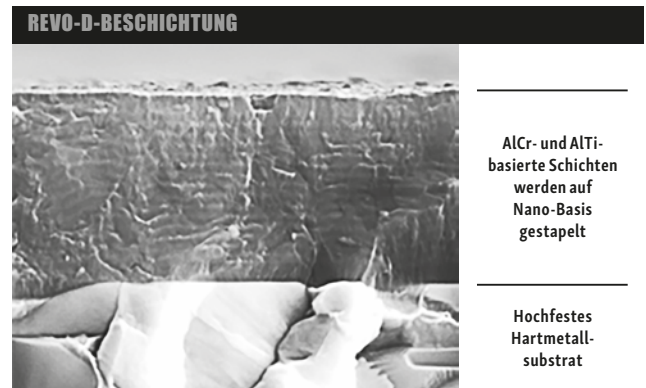 REVO-D-BESCHICHTUNG
AlCr- und AlTi-
basierte Schichten
werden auf
Nano-Basis
gestapelt
Hochfestes
Hartmetall-
substrat